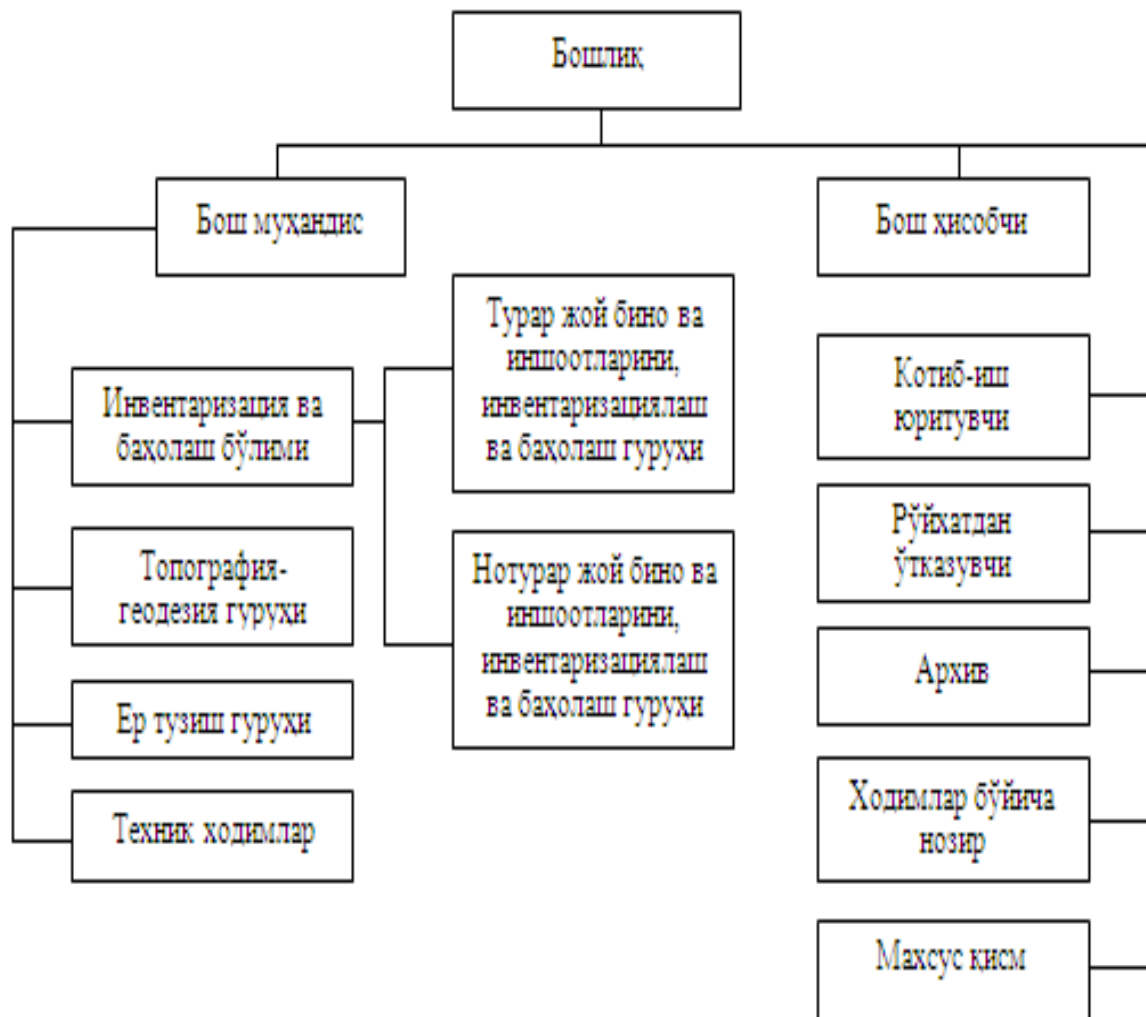 Бошлиқ
Бош муҳандис
Бош ҳисобчи
Инвентаризация ва
баҳолаш бўлими
Топография-
геодезия гуруҳи
Ер тузиш гуруҳи
Техник ходимлар
Турар жой бино ва
иншоотларини,
инвентаризациялаш
ва баҳолаш гуруҳи
Нотурар жой бино ва
иншоотларини,
инвентаризациялаш
ва баҳолаш гуруҳи
Котиб-иш
юритувчи
Рўйхатдан
ўтказувчи
Архив
Ходимлар бўйича
нозир
Махсус қисм